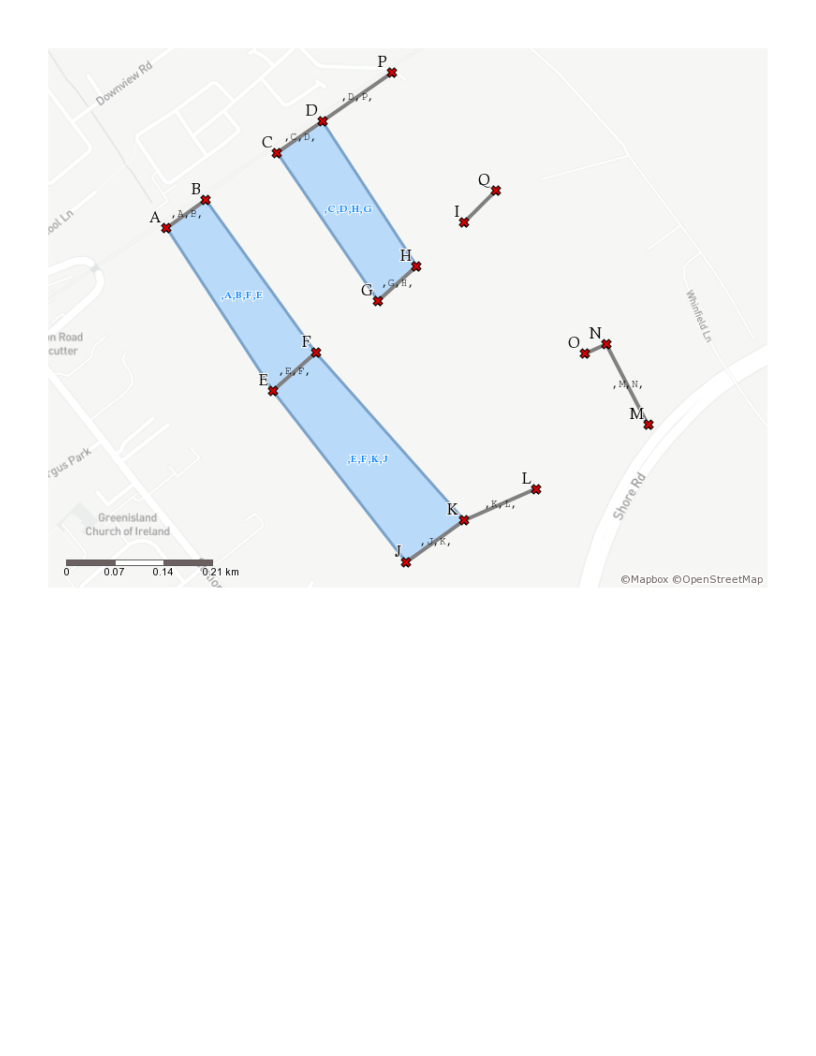 P
Downview Rd
,D,P,
D
,C,D,
C
Q
B
I
A
,A,B,
,C,D,H,G
ool Ln
H
G
,G,H,
,A,B,F,E
Whinfield Ln
n Road
cutter
F
N
O
,E,F,
E
,M,N,
M
rgus Park
,E,F,K,J
L
Shore Rd
K
,K,L,
Greenisland
Church of Ireland
,J,K,
J
0 0.07 0.14 0.21 km
©Mapbox ©OpenStreetMap